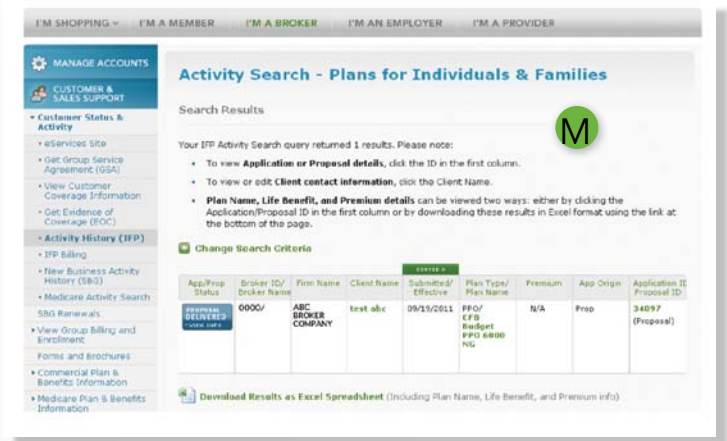 I'M SHOPPING I'M A MEMBER I'M A BROKER I'M AN EMPLOYER I'M A PROVIDER
MANAGE ACCOUNTS
CUSTOMER &
SALES SUPPORT
Customer Status &
Activity
• eServices Site
• Get Group Service
Agreement (GSA)
• View Customer
Coverage Information
• Get Evidence of
Coverage (EOC)
• Activity History (IFP)
• IFP Billing
• New Business Activity
History (SBG)
• Medicare Activity Search
SBG Renewals
View Group Billing and
Enrollment
Forms and Brochures
Commercial Plan &
Benefits Information
Medicare Plan & Benefits
Information
Activity Search - Plans for Individuals & Families
Search Results
M
Your IFP Activity Search query returned 1 results. Please note:
• To view Application or Proposal details, click the ID in the first column.
• To view or edit Client contact information, click the Client Name.
• Plan Name, Life Benefit, and Premium details can be viewed two ways: either by clicking the
Application/Proposal ID in the first column or by downloading these results in Excel format using the link at
the bottom of the page.
Change Search Criteria
App/Prop Status Broker ID/ Broker Name Firm Name Client Name Submitted/ Effective Plan Type/ Plan Name Premium App Origin Application ID Proposal ID
PROPOSAL DELIVERED 0000/ ABC BROKER COMPANY test abc 09/19/2011 PPO/ CFB Budget PPO 6000 NG N/A Prop 34097 (Proposal)
Download Results as Excel Spreadsheet (Including Plan Name, Life Benefit, and Premium info)